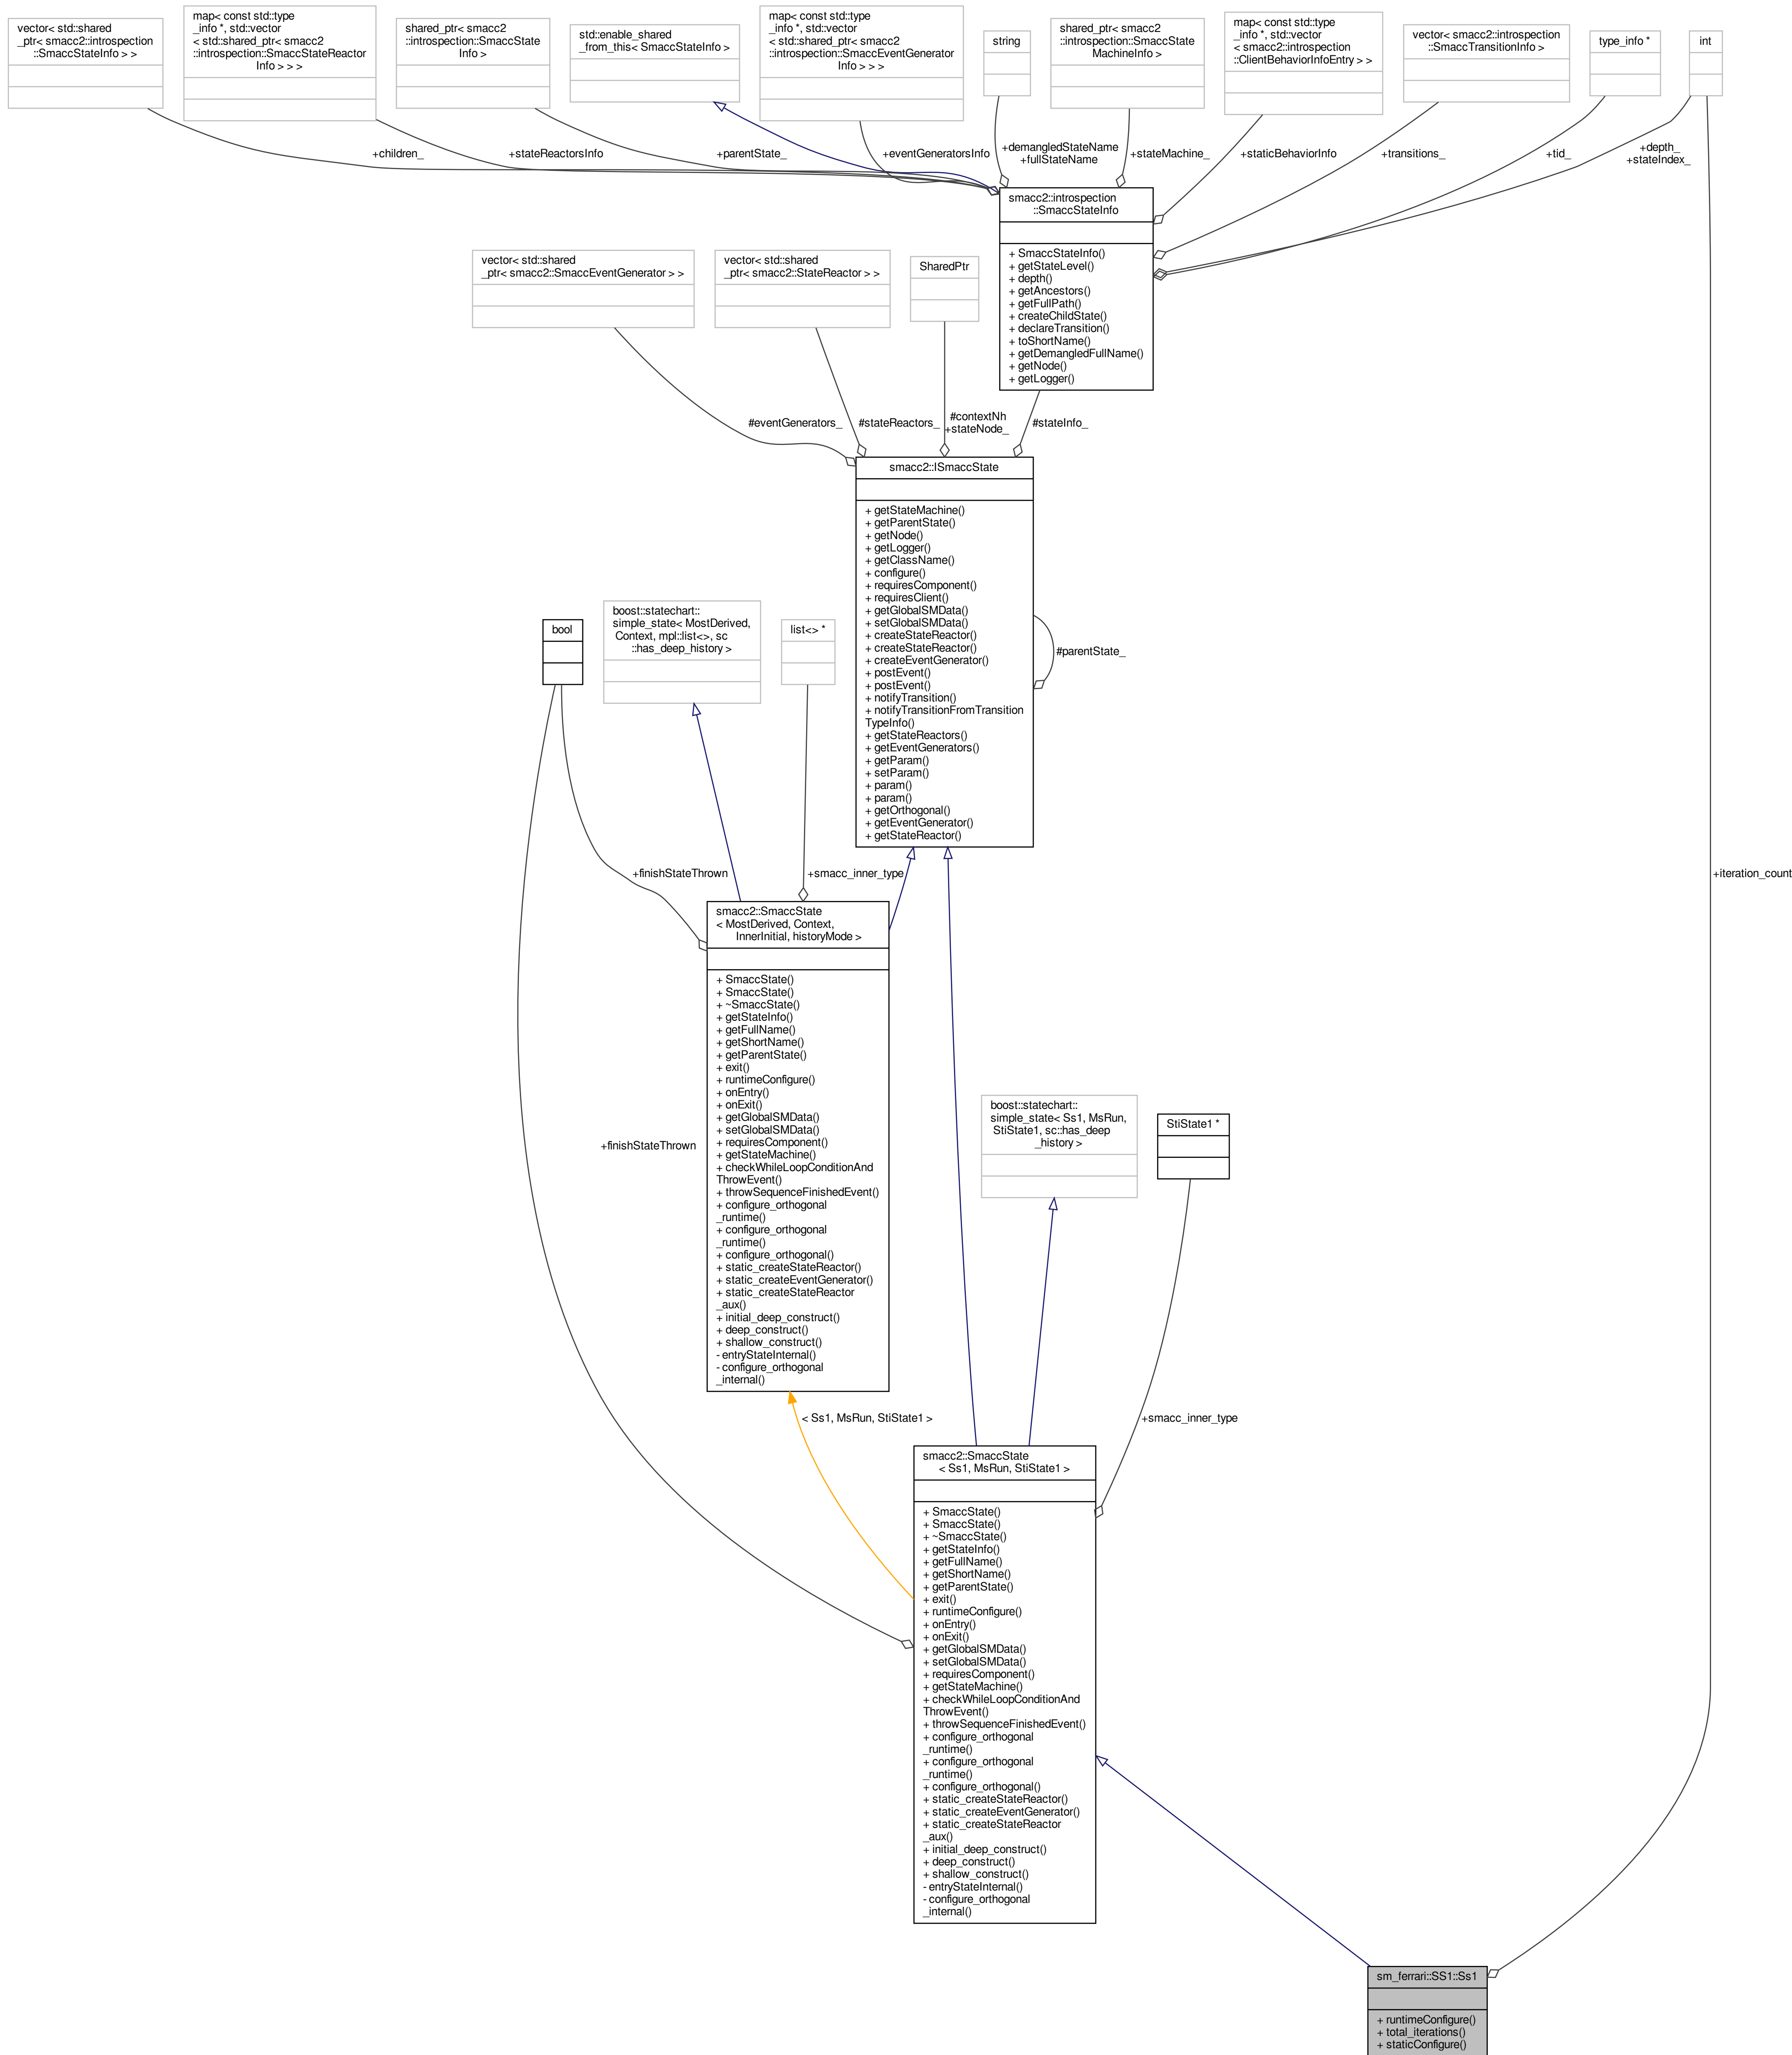 vector< std::shared
_ptr< smacc2::introspection
::SmaccStateInfo > >
map< const std::type
_info *, std::vector
< std::shared_ptr< smacc2
::introspection::SmaccStateReactor
Info > > >
shared_ptr< smacc2
::introspection::SmaccState
Info >
std::enable_shared
_from_this< SmaccStateInfo >
map< const std::type
_info *, std::vector
< std::shared_ptr< smacc2
::introspection::SmaccEventGenerator
Info > > >
string
shared_ptr< smacc2
::introspection::SmaccState
MachineInfo >
map< const std::type
_info *, std::vector
< smacc2::introspection
::ClientBehaviorInfoEntry > >
vector< smacc2::introspection
::SmaccTransitionInfo >
type_info *
int
+children_
+stateReactorsInfo
+parentState_
+eventGeneratorsInfo
+demangledStateName
+fullStateName
+stateMachine_
+staticBehaviorInfo
+transitions_
+tid_
+depth_
+stateIndex_
smacc2::introspection
::SmaccStateInfo
+ SmaccStateInfo()
+ getStateLevel()
+ depth()
+ getAncestors()
+ getFullPath()
+ createChildState()
+ declareTransition()
+ toShortName()
+ getDemangledFullName()
+ getNode()
+ getLogger()
vector< std::shared
_ptr< smacc2::SmaccEventGenerator > >
vector< std::shared
_ptr< smacc2::StateReactor > >
SharedPtr
#eventGenerators_
#stateReactors_
#contextNh
+stateNode_
#stateInfo_
smacc2::ISmaccState
+ getStateMachine()
+ getParentState()
+ getNode()
+ getLogger()
+ getClassName()
+ configure()
+ requiresComponent()
+ requiresClient()
+ getGlobalSMData()
+ setGlobalSMData()
+ createStateReactor()
+ createStateReactor()
+ createEventGenerator()
+ postEvent()
+ postEvent()
+ notifyTransition()
+ notifyTransitionFromTransition
TypeInfo()
+ getStateReactors()
+ getEventGenerators()
+ getParam()
+ setParam()
+ param()
+ param()
+ getOrthogonal()
+ getEventGenerator()
+ getStateReactor()
#parentState_
bool
boost::statechart::
simple_state< MostDerived,
Context, mpl::list<>, sc
::has_deep_history >
list<> *
+finishStateThrown
+smacc_inner_type
+iteration_count
smacc2::SmaccState
< MostDerived, Context,
InnerInitial, historyMode >
+ SmaccState()
+ SmaccState()
+ ~SmaccState()
+ getStateInfo()
+ getFullName()
+ getShortName()
+ getParentState()
+ exit()
+ runtimeConfigure()
+ onEntry()
+ onExit()
+ getGlobalSMData()
+ setGlobalSMData()
+ requiresComponent()
+ getStateMachine()
+ checkWhileLoopConditionAnd
ThrowEvent()
+ throwSequenceFinishedEvent()
+ configure_orthogonal
_runtime()
+ configure_orthogonal
_runtime()
+ configure_orthogonal()
+ static_createStateReactor()
+ static_createEventGenerator()
+ static_createStateReactor
_aux()
+ initial_deep_construct()
+ deep_construct()
+ shallow_construct()
- entryStateInternal()
- configure_orthogonal
_internal()
+finishStateThrown
boost::statechart::
simple_state< Ss1, MsRun,
StiState1, sc::has_deep
_history >
StiState1 *
< Ss1, MsRun, StiState1 >
+smacc_inner_type
smacc2::SmaccState
< Ss1, MsRun, StiState1 >
+ SmaccState()
+ SmaccState()
+ ~SmaccState()
+ getStateInfo()
+ getFullName()
+ getShortName()
+ getParentState()
+ exit()
+ runtimeConfigure()
+ onEntry()
+ onExit()
+ getGlobalSMData()
+ setGlobalSMData()
+ requiresComponent()
+ getStateMachine()
+ checkWhileLoopConditionAnd
ThrowEvent()
+ throwSequenceFinishedEvent()
+ configure_orthogonal
_runtime()
+ configure_orthogonal
_runtime()
+ configure_orthogonal()
+ static_createStateReactor()
+ static_createEventGenerator()
+ static_createStateReactor
_aux()
+ initial_deep_construct()
+ deep_construct()
+ shallow_construct()
- entryStateInternal()
- configure_orthogonal
_internal()
sm_ferrari::SS1::Ss1
+ runtimeConfigure()
+ total_iterations()
+ staticConfigure()